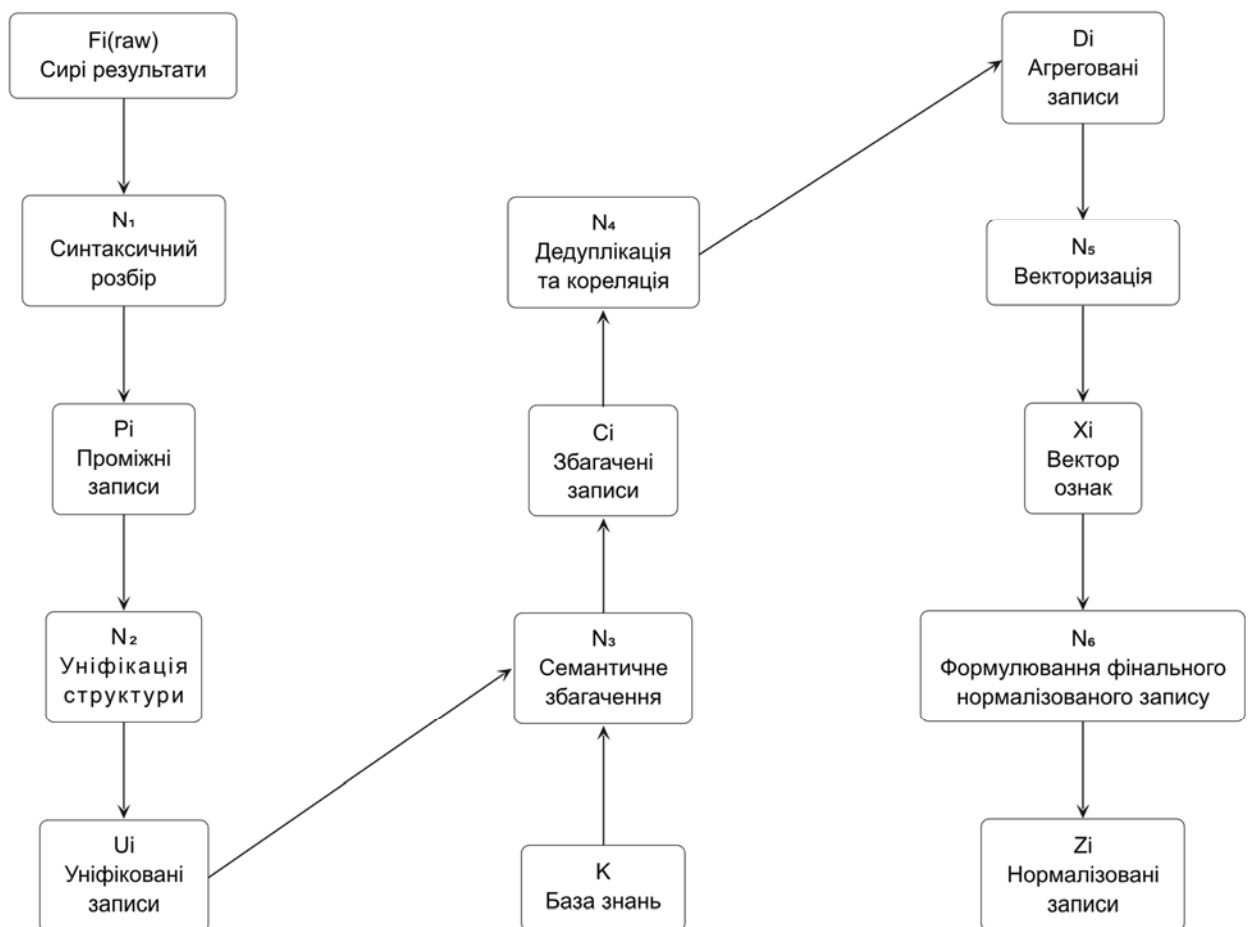 Fi(raw)
Сирі результати
N₁
Синтаксичний
розбір
Pi
Проміжні
записи
N₂
Уніфікація
структури
Ui
Уніфіковані
записи
N₄
Дедуплікація
та кореляція
Ci
Збагачені
записи
N₃
Семантичне
збагачення
K
База знань
Di
Агреговані
записи
N₅
Векторизація
Xi
Вектор
ознак
N₆
Формулювання фінального
нормалізованого запису
Zi
Нормалізовані
записи